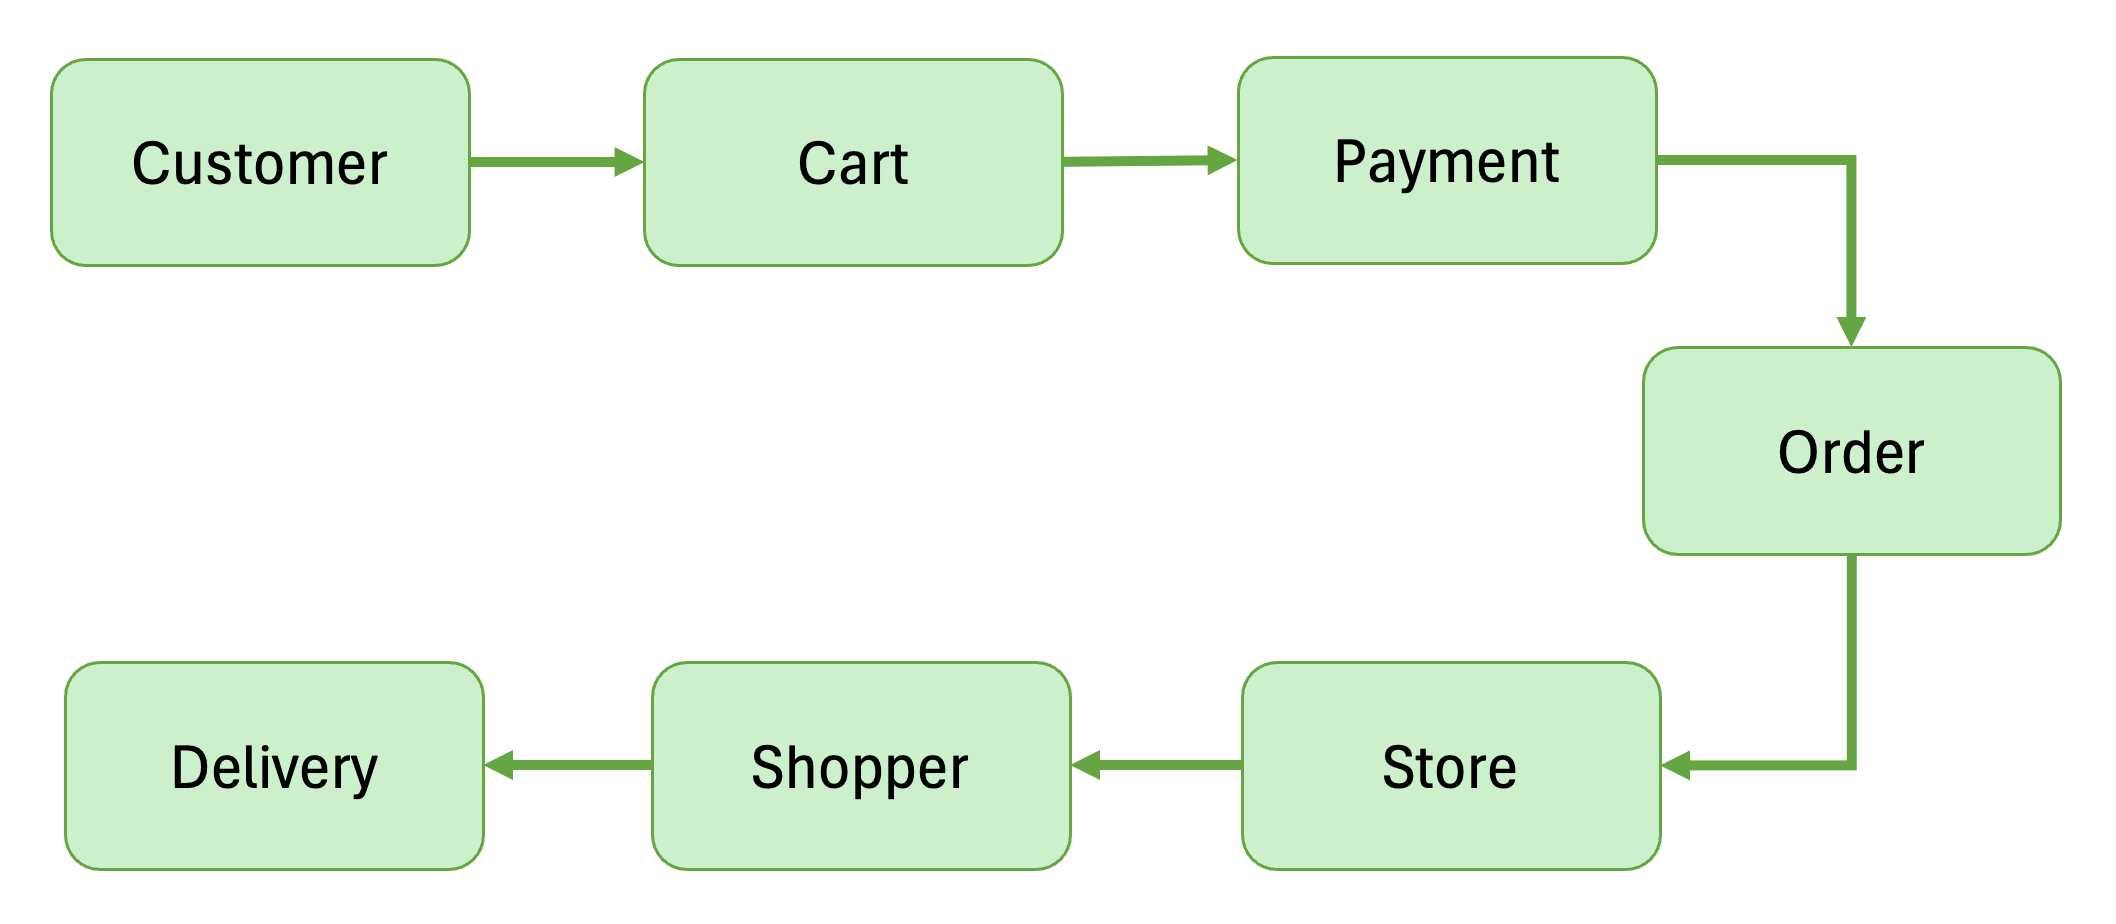 Customer
Cart
Payment
Order
Store
Shopper
Delivery